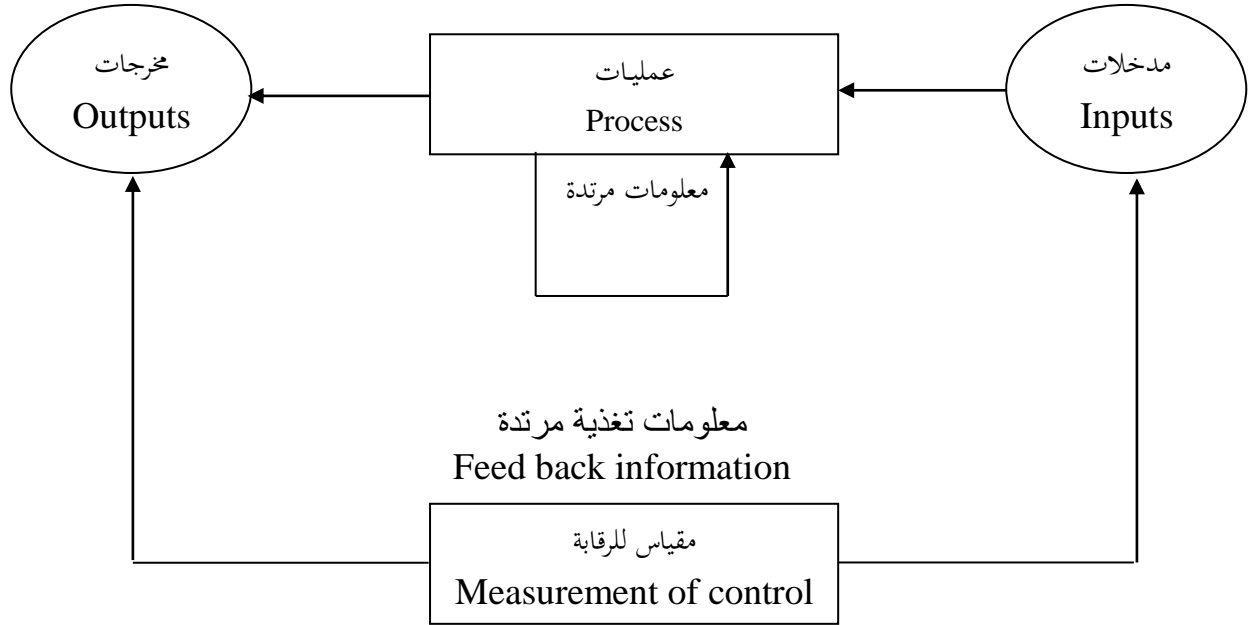 مدخلات
Inputs
عمليات
Process
مخرجات
Outputs
معلومات مرتدة
معلومات تغذية مرتدة
Feed back information
مقياس للرقابة
Measurement of control